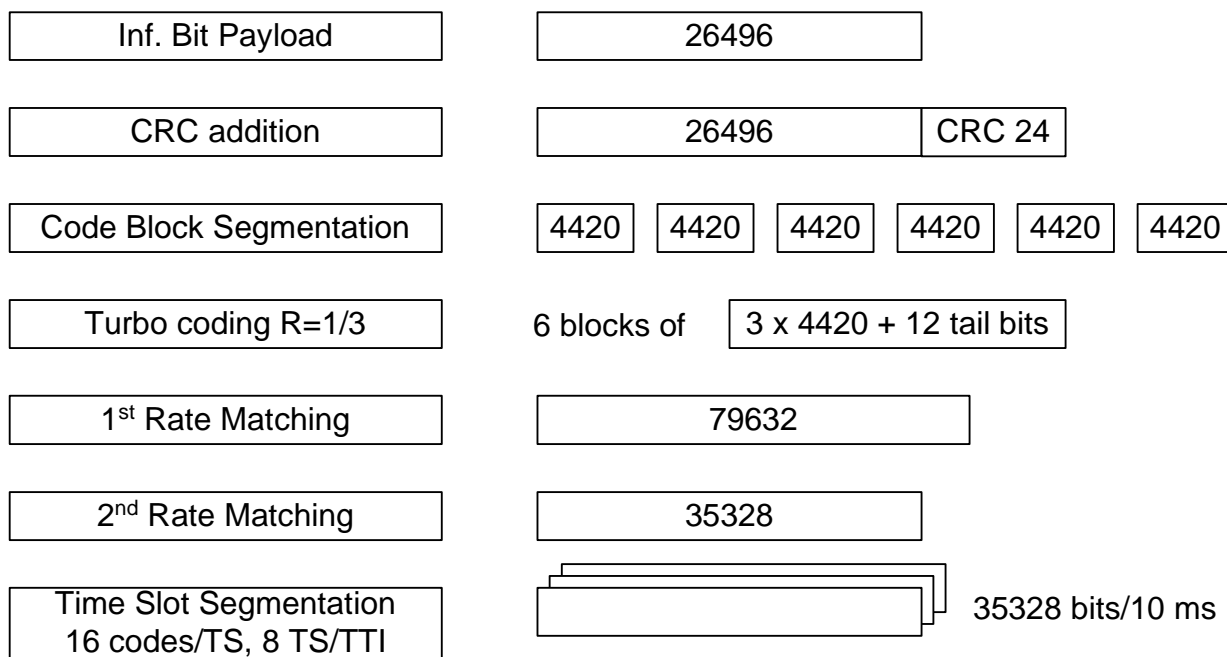 Inf. Bit Payload 26496
CRC addition 26496 CRC 24
Code Block Segmentation 4420 4420 4420 4420 4420 4420
Turbo coding R=1/3 6 blocks of 3 x 4420 + 12 tail bits
1st Rate Matching 79632
2nd Rate Matching 35328
Time Slot Segmentation
16 codes/TS, 8 TS/TTI
35328 bits/10 ms